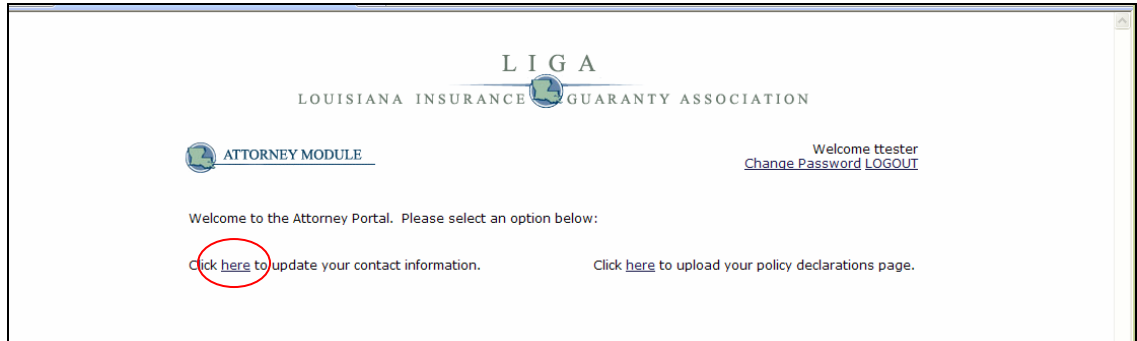 LIGA
LOUISIANA INSURANCE GUARANTY ASSOCIATION
ATTORNEY MODULE
Welcome ttester
Change Password LOGOUT
Welcome to the Attorney Portal. Please select an option below:
Click here to update your contact information. Click here to upload your policy declarations page.